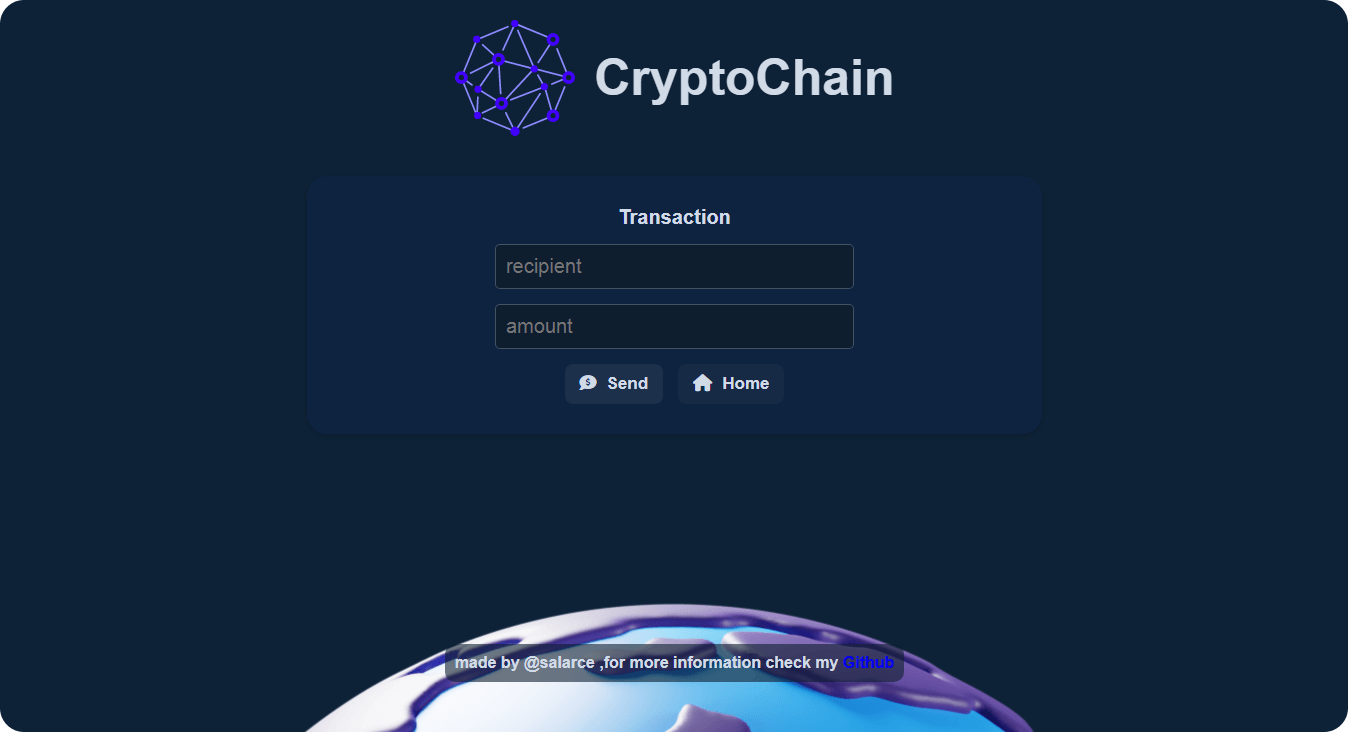 CryptoChain
Transaction
recipient
amount
Send
Home
made by @salarce ,for more information check my Github